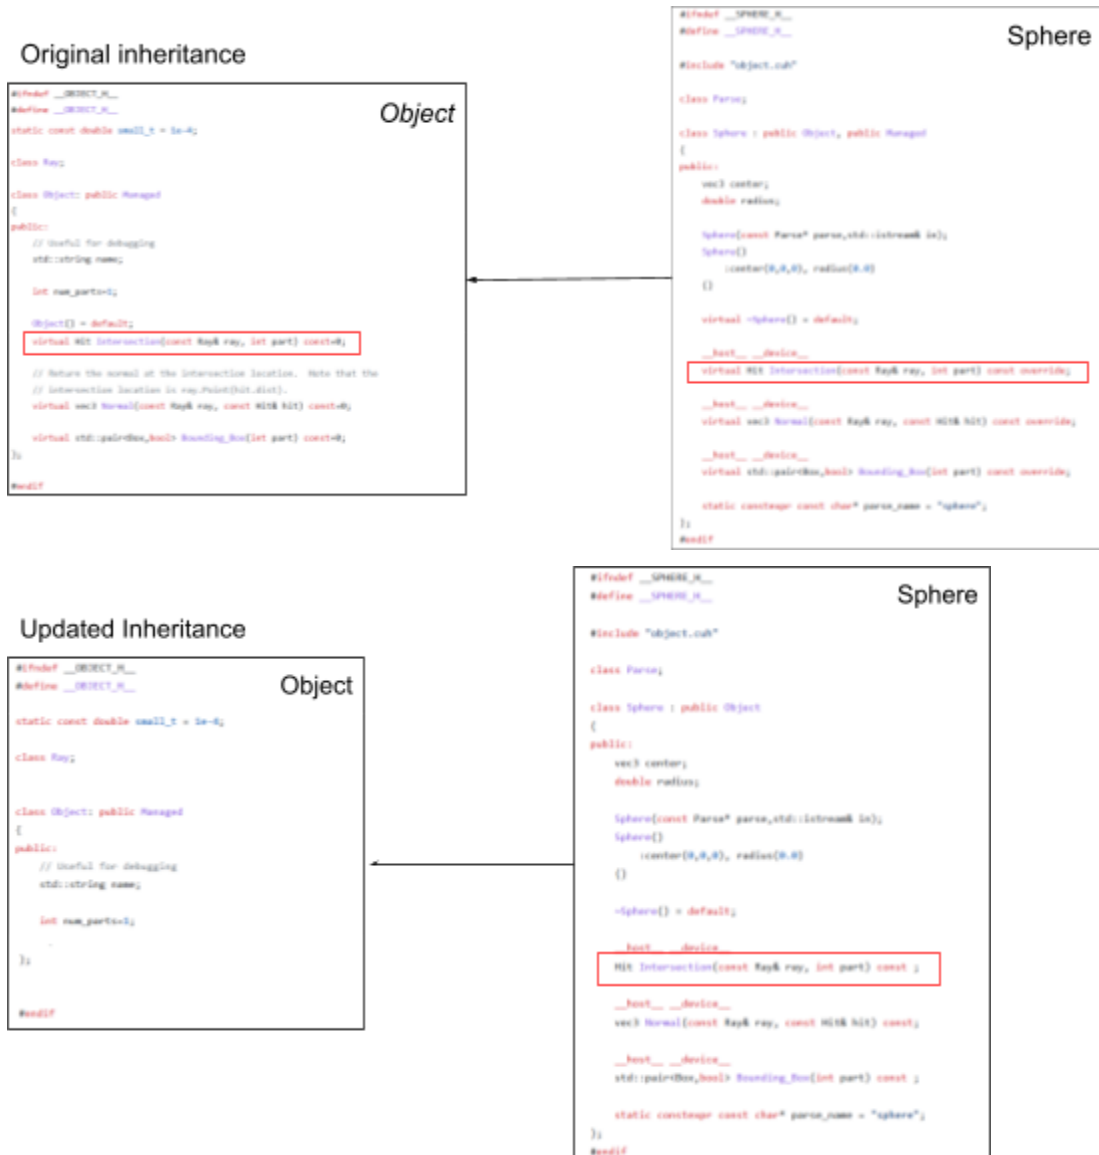 Original inheritance
Object
#ifndef __OBJECT_H__
#define __OBJECT_H__
static const double small_t = 1e-4;
class Ray;
class Object: public Managed
{
public:
// Useful for debugging
std::string name;
int num_parts=1;
Object() = default;
virtual Hit Intersection(const Ray& ray, int part) const=0;
// Return the normal at the intersection location.  Note that the
// intersection location is ray.Point(hit.dist).
virtual vec3 Normal(const Ray& ray, const Hit& hit) const=0;
virtual std::pair<Box,bool> Bounding_Box(int part) const=0;
};
#endif
Sphere
#ifndef __SPHERE_H__
#define __SPHERE_H__
#include "object.cuh"
class Parse;
class Sphere : public Object, public Managed
{
public:
vec3 center;
double radius;
Sphere(const Parse* parse,std::istream& in);
Sphere()
:center(0,0,0), radius(0.0)
{}
virtual ~Sphere() = default;
__host__ __device__
virtual Hit Intersection(const Ray& ray, int part) const override;
__host__ __device__
virtual vec3 Normal(const Ray& ray, const Hit& hit) const override;
__host__ __device__
virtual std::pair<Box,bool> Bounding_Box(int part) const override;
static constexpr const char* parse_name = "sphere";
};
#endif
Updated Inheritance
Object
#ifndef __OBJECT_H__
#define __OBJECT_H__
static const double small_t = 1e-4;
class Ray;
class Object: public Managed
{
public:
// Useful for debugging
std::string name;
int num_parts=1;
};
#endif
Sphere
#ifndef __SPHERE_H__
#define __SPHERE_H__
#include "object.cuh"
class Parse;
class Sphere : public Object
{
public:
vec3 center;
double radius;
Sphere(const Parse* parse,std::istream& in);
Sphere()
:center(0,0,0), radius(0.0)
{}
~Sphere() = default;
__host__ __device__
Hit Intersection(const Ray& ray, int part) const ;
__host__ __device__
vec3 Normal(const Ray& ray, const Hit& hit) const;
__host__ __device__
std::pair<Box,bool> Bounding_Box(int part) const ;
static constexpr const char* parse_name = "sphere";
};
#endif